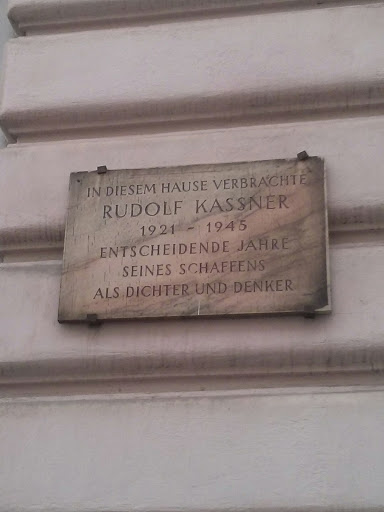 IN DIESEM HAUSE VERBRACHTE
RUDOLF KASSNER
1921 - 1945
ENTSCHEIDENDE JAHRE
SEINES SCHAFFENS
ALS DICHTER UND DENKER